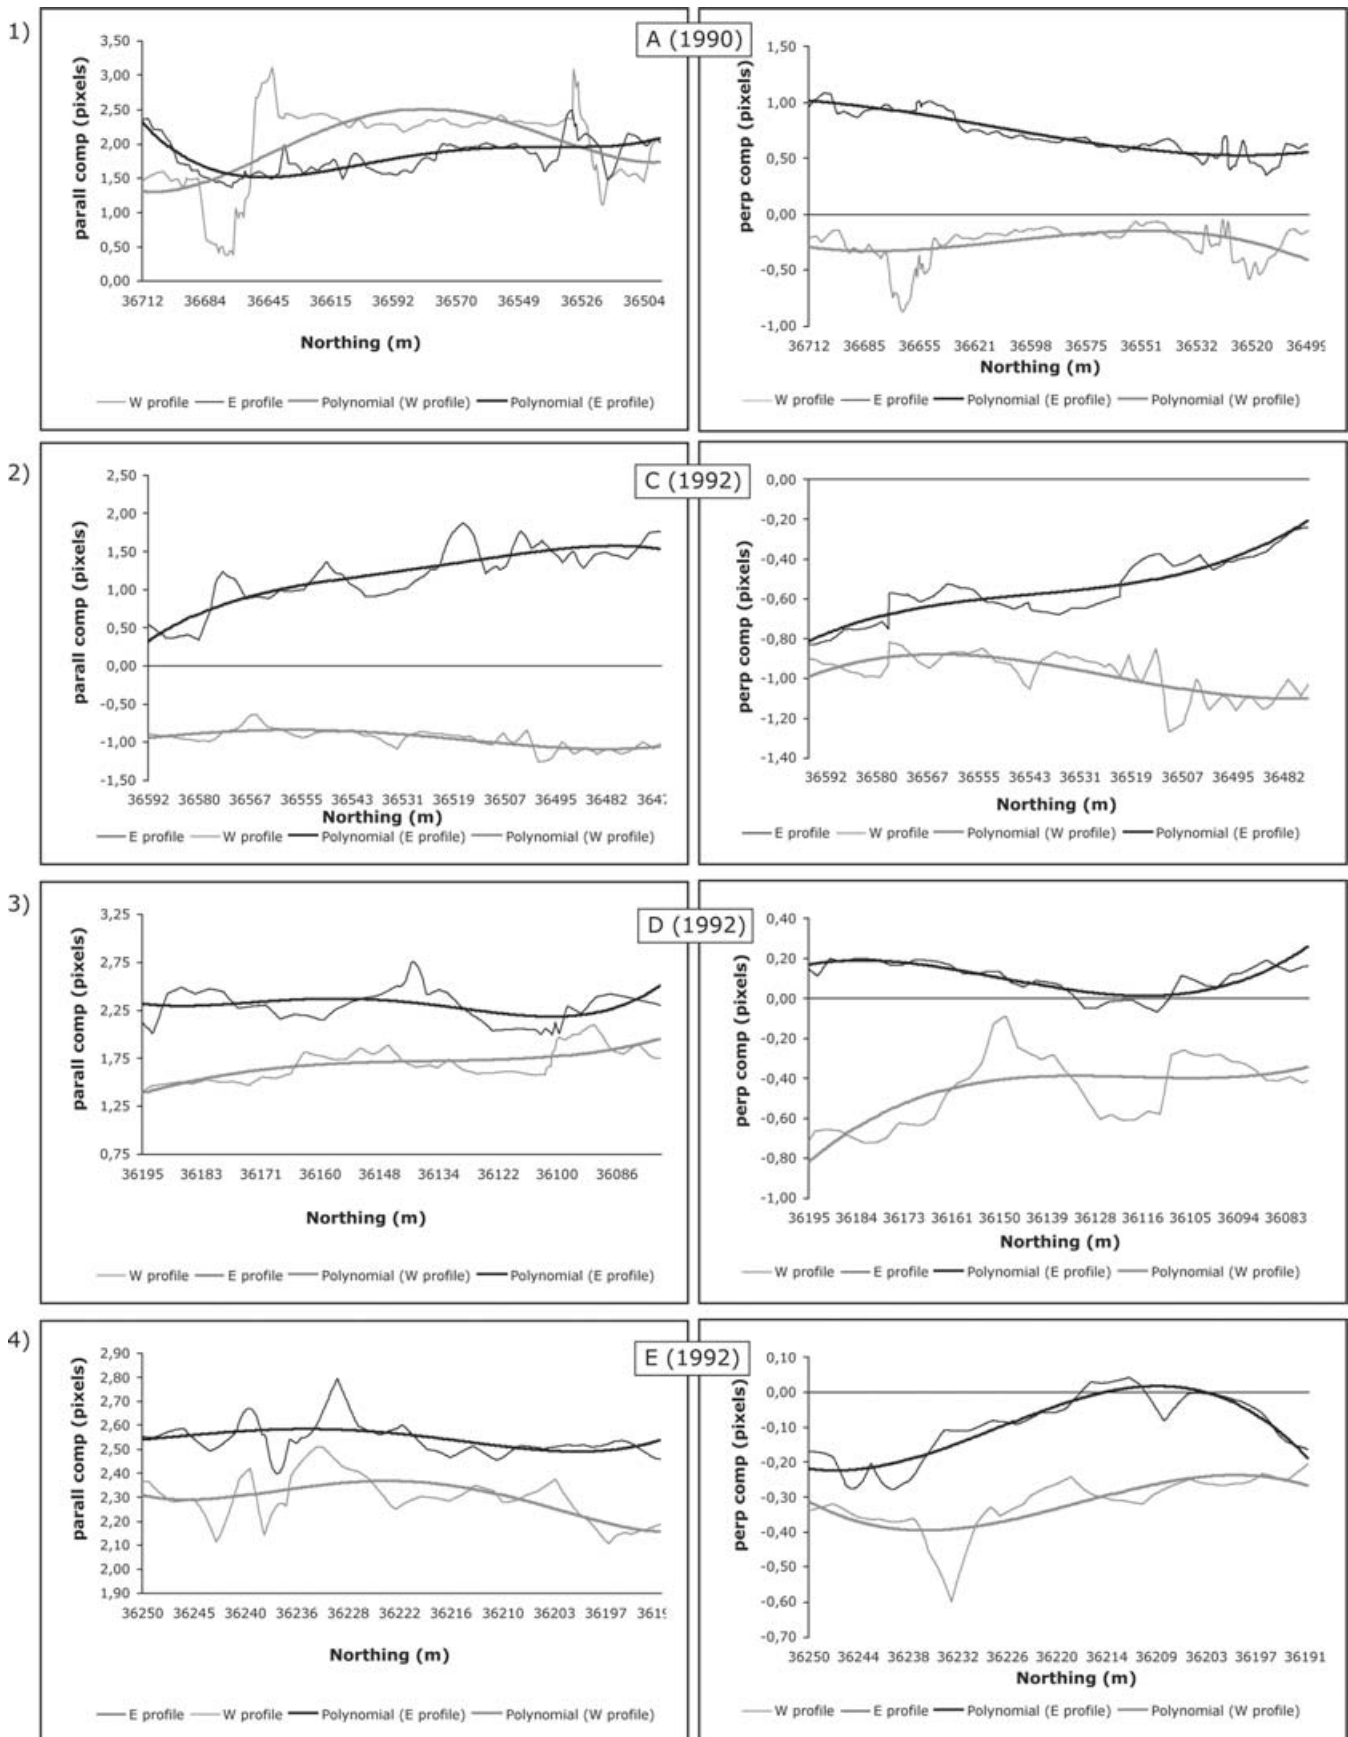 1)
A (1990)
parall comp (pixels)
3,50
3,00
2,50
2,00
1,50
1,00
0,50
0,00
36712 36684 36645 36615 36592 36570 36549 36526 36504
Northing (m)
W profile E profile Polynomial (W profile) Polynomial (E profile)
perp comp (pixels)
1,50
1,00
0,50
0,00
-0,50
-1,00
36712 36685 36655 36621 36598 36575 36551 36532 36520 36499
Northing (m)
W profile E profile Polynomial (E profile) Polynomial (W profile)
2)
C (1992)
parall comp (pixels)
2,50
2,00
1,50
1,00
0,50
0,00
-0,50
-1,00
-1,50
36592 36580 36567 36555 36543 36531 36519 36507 36495 36482 3647
Northing (m)
E profile W profile Polynomial (E profile) Polynomial (W profile)
perp comp (pixels)
0,00
-0,20
-0,40
-0,60
-0,80
-1,00
-1,20
-1,40
36592 36580 36567 36555 36543 36531 36519 36507 36495 36482
Northing (m)
E profile W profile Polynomial (W profile) Polynomial (E profile)
3)
D (1992)
parall comp (pixels)
3,25
2,75
2,25
1,75
1,25
0,75
36195 36183 36171 36160 36148 36134 36122 36100 36086
Northing (m)
W profile E profile Polynomial (W profile) Polynomial (E profile)
perp comp (pixels)
0,40
0,20
0,00
-0,20
-0,40
-0,60
-0,80
-1,00
36195 36184 36173 36161 36150 36139 36128 36116 36105 36094 36083
Northing (m)
W profile E profile Polynomial (E profile) Polynomial (W profile)
4)
E (1992)
parall comp (pixels)
2,90
2,80
2,70
2,60
2,50
2,40
2,30
2,20
2,10
2,00
1,90
36250 36245 36240 36236 36228 36222 36216 36210 36203 36197 3619
Northing (m)
E profile W profile Polynomial (E profile) Polynomial (W profile)
perp comp (pixels)
0,10
0,00
-0,10
-0,20
-0,30
-0,40
-0,50
-0,60
-0,70
36250 36244 36238 36232 36226 36220 36214 36209 36203 36197 36191
Northing (m)
W profile E profile Polynomial (E profile) Polynomial (W profile)